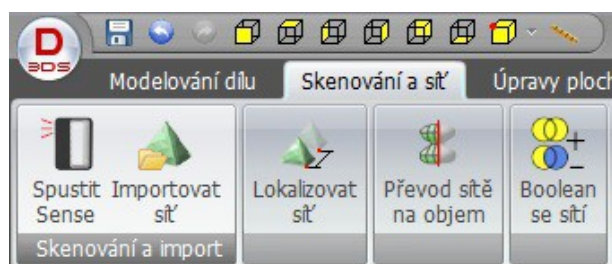 D
3DS
Modelování dílu Skenování a síť Úpravy ploch
Spustit Sense
Importovat síť
Lokalizovat síť
Převod sítě na objem
Boolean se sítí
Skenování a import